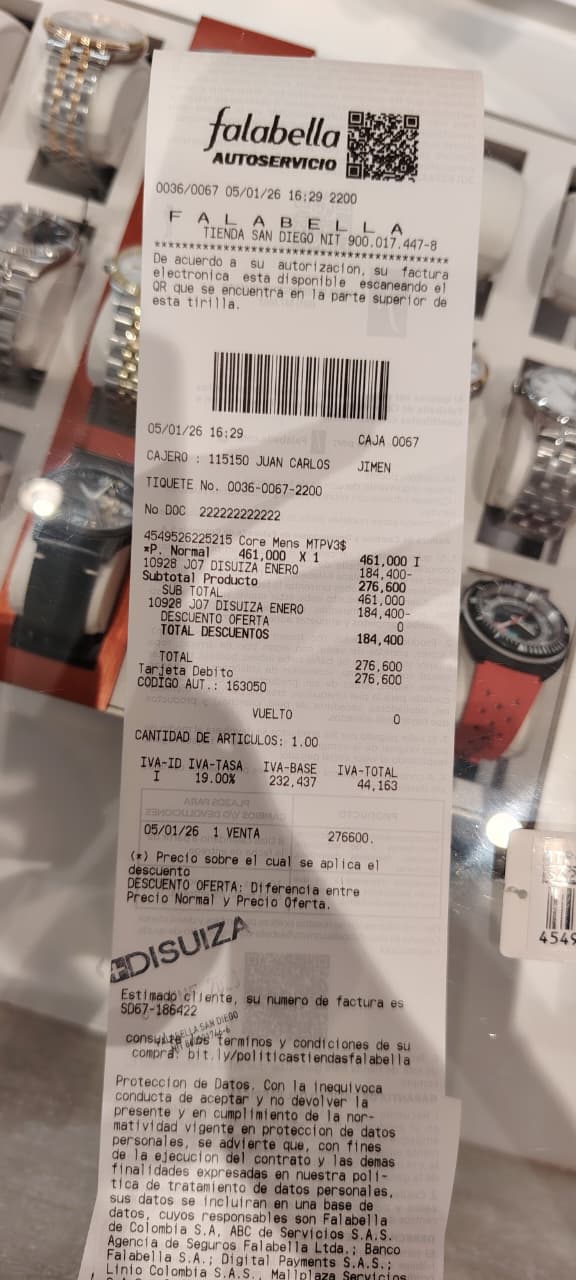 falabella
AUTOSERVICIO
0036/0067 05/01/26 16:29 2200
F A L A B E L L A
TIENDA SAN DIEGO NIT 900.017.447-8
******************************************
De acuerdo a su autorizacion, su factura
electronica esta disponible escaneando el
QR que se encuentra en la parte superior de
esta tirilla.
05/01/26 16:29 CAJA 0067
CAJERO : 115150 JUAN CARLOS JIMEN
TIQUETE No. 0036-0067-2200
No DOC 222222222222
4549526225215 Core Mens MTPV3$
*P. Normal 461,000 X 1 461,000 I
10928 J07 DISUIZA ENERO 184,400-
Subtotal Producto 276,600
SUB TOTAL 461,000
10928 J07 DISUIZA ENERO 184,400-
DESCUENTO OFERTA 0
TOTAL DESCUENTOS 184,400
TOTAL 276,600
Tarjeta Debito 276,600
CODIGO AUT.: 163050
VUELTO 0
CANTIDAD DE ARTICULOS: 1.00
IVA-ID IVA-TASA IVA-BASE IVA-TOTAL
I 19.00% 232,437 44,163
05/01/26 1 VENTA 276600.
(*) Precio sobre el cual se aplica el
descuento
DESCUENTO OFERTA: Diferencia entre
Precio Normal y Precio Oferta.
DISUIZA
Estimado cliente, su numero de factura es
SD67-186422
consulte los terminos y condiciones de su
compra: bit.ly/politicastiendasfalabella
Proteccion de Datos. Con la inequivoca
conducta de aceptar y no devolver la
presente y en cumplimiento de la nor-
matividad vigente en proteccion de datos
personales, se advierte que, con fines
de la ejecucion del contrato y las demas
finalidades expresadas en nuestra poli-
tica de tratamiento de datos personales,
sus datos se incluiran en una base de
datos, cuyos responsables son Falabella
de Colombia S.A, ABC de Servicios S.A.S.
Agencia de Seguros Falabella Ltda.; Banco
Falabella S.A.; Digital Payments S.A.;
Linio Colombia S.A.S., Mallplaza Servicios
4549